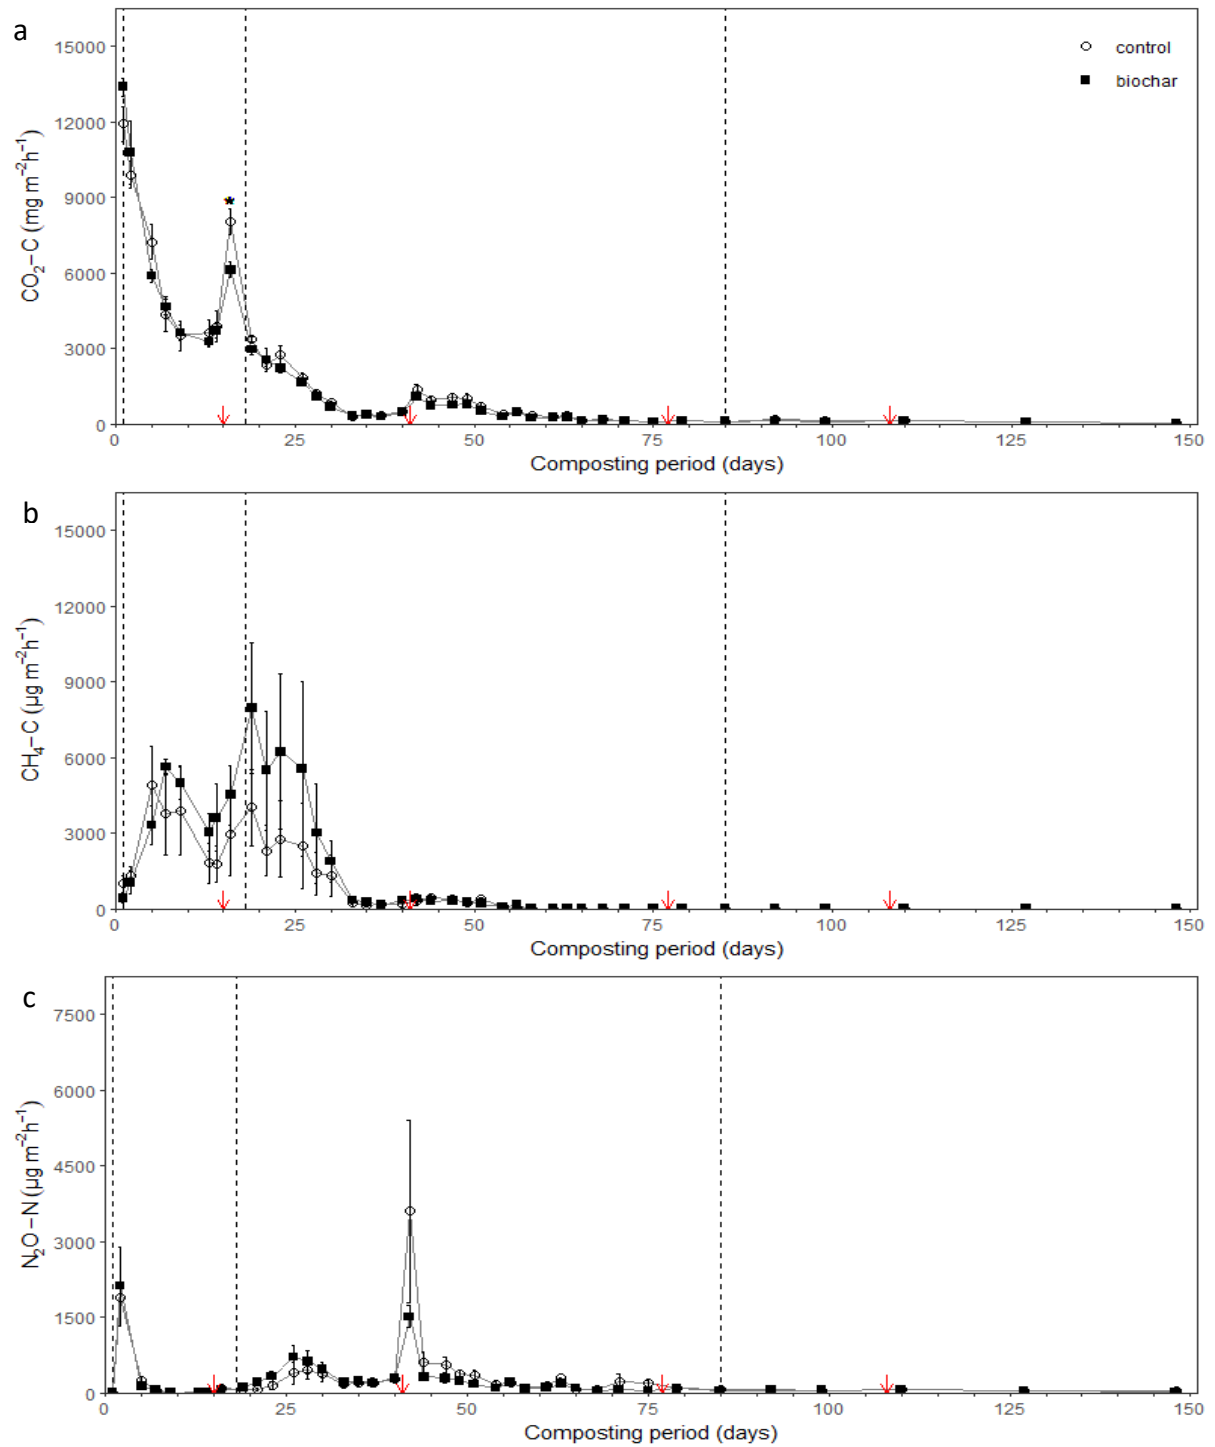 a
15000
12000
9000
6000
3000
0
CO₂−C (mg m⁻²h⁻¹)
*
control
biochar
0 25 50 75 100 125 150
Composting period (days)
b
15000
12000
9000
6000
3000
0
CH₄−C (µg m⁻²h⁻¹)
0 25 50 75 100 125 150
Composting period (days)
c
7500
6000
4500
3000
1500
0
N₂O−N (µg m⁻²h⁻¹)
0 25 50 75 100 125 150
Composting period (days)